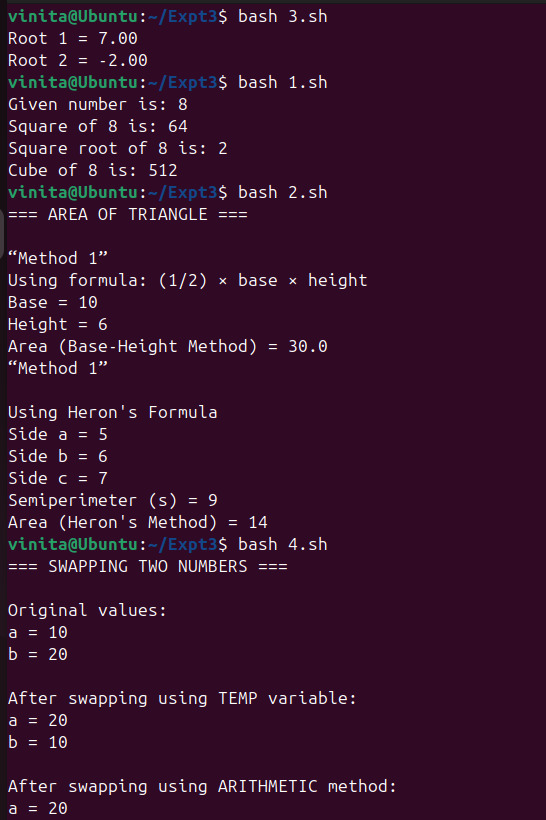 vinita@Ubuntu:~/Expt3$ bash 3.sh
Root 1 = 7.00
Root 2 = -2.00
vinita@Ubuntu:~/Expt3$ bash 1.sh
Given number is: 8
Square of 8 is: 64
Square root of 8 is: 2
Cube of 8 is: 512
vinita@Ubuntu:~/Expt3$ bash 2.sh
=== AREA OF TRIANGLE ===
“Method 1”
Using formula: (1/2) × base × height
Base = 10
Height = 6
Area (Base-Height Method) = 30.0
“Method 1”
Using Heron's Formula
Side a = 5
Side b = 6
Side c = 7
Semiperimeter (s) = 9
Area (Heron's Method) = 14
vinita@Ubuntu:~/Expt3$ bash 4.sh
=== SWAPPING TWO NUMBERS ===
Original values:
a = 10
b = 20
After swapping using TEMP variable:
a = 20
b = 10
After swapping using ARITHMETIC method:
a = 20